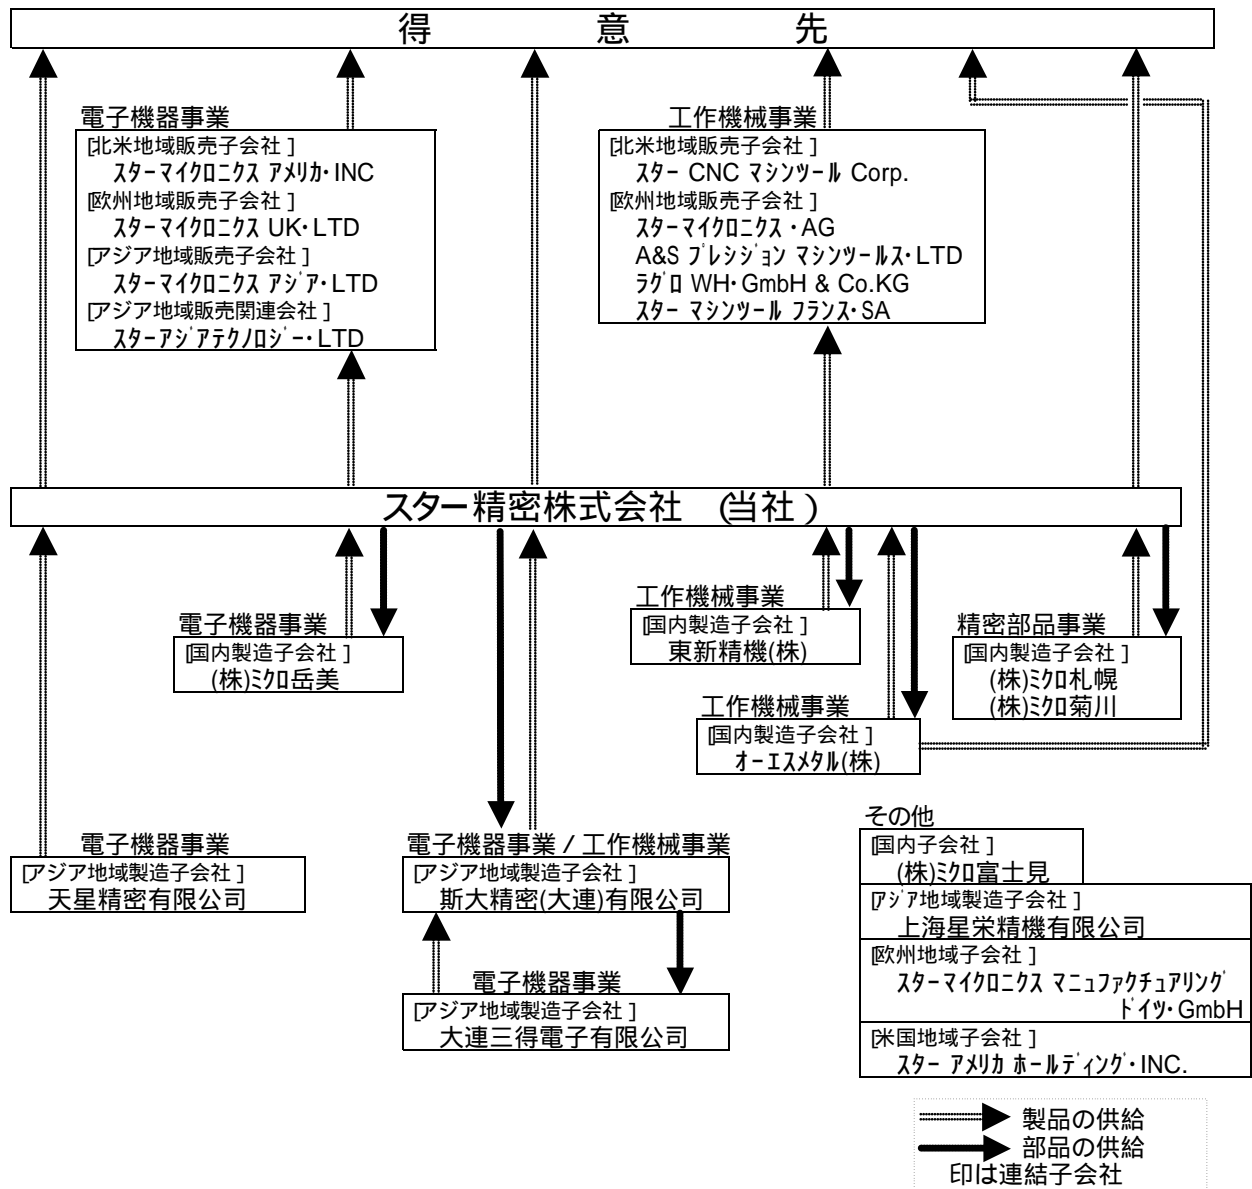 得意先
電子機器事業
[北米地域販売子会社]
スターマイクロニクス アメリカ・INC
[欧州地域販売子会社]
スターマイクロニクス UK・LTD
[アジア地域販売子会社]
スターマイクロニクス アジア・LTD
[アジア地域販売関連会社]
スターアジアテクノロジー・LTD
工作機械事業
[北米地域販売子会社]
スター CNC マシンツール Corp.
[欧州地域販売子会社]
スターマイクロニクス・AG
A&S プレシジョン マシンツールス・LTD
ラグロ WH・GmbH & Co.KG
スター マシンツール フランス・SA
スター精密株式会社 (当社)
電子機器事業
[国内製造子会社]
(株)ミクロ岳美
工作機械事業
[国内製造子会社]
東新精機(株)
工作機械事業
[国内製造子会社]
オーエスメタル(株)
精密部品事業
[国内製造子会社]
(株)ミクロ札幌
(株)ミクロ菊川
電子機器事業
[アジア地域製造子会社]
天星精密有限公司
電子機器事業 / 工作機械事業
[アジア地域製造子会社]
斯大精密(大連)有限公司
電子機器事業
[アジア地域製造子会社]
大連三得電子有限公司
その他
[国内子会社]
(株)ミクロ富士見
[アジア地域製造子会社]
上海星栄精機有限公司
[欧州地域子会社]
スターマイクロニクス マニュファクチュアリング
ドイツ・GmbH
[米国地域子会社]
スター アメリカ ホールディング・INC.
製品の供給
部品の供給
印は連結子会社